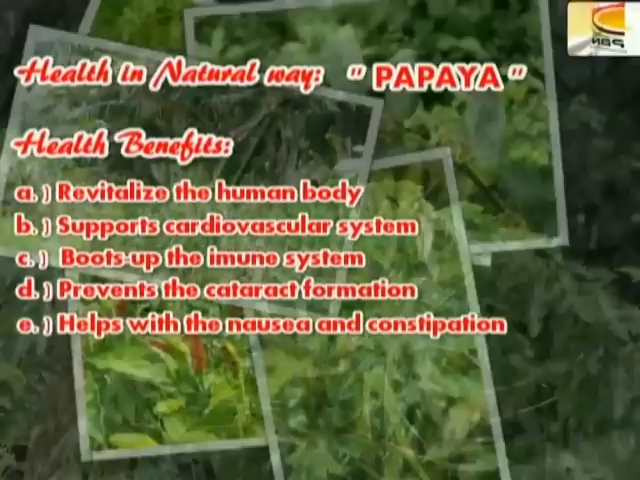 Health in Natural way: " PAPAYA "
Health Benefits:
a. ) Revitalize the human body
b. ) Supports cardiovascular system
c. ) Boots-up the imune system
d. ) Prevents the cataract formation
e. ) Helps with the nausea and constipation
PBN